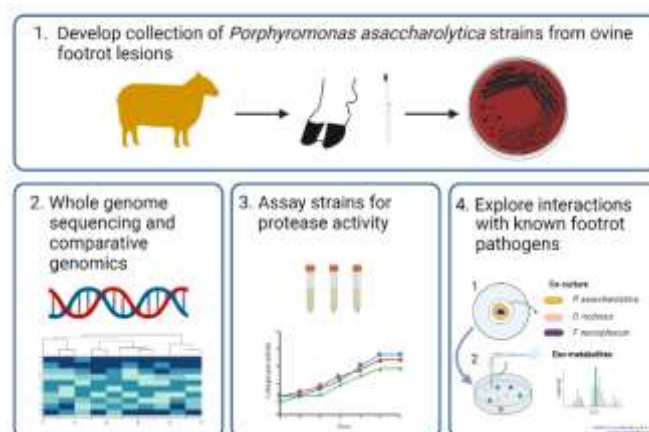 1. Develop collection of Porphyromonas asaccharolytica strains from ovine
footrot lesions
2. Whole genome
sequencing and
comparative
genomics
3. Assay strains for
protease activity
4. Explore interactions
with known footrot
pathogens
1
Co-culture
P. asaccharolytica
D. nodosus
F. necrophorum
2
Exo-metabolites